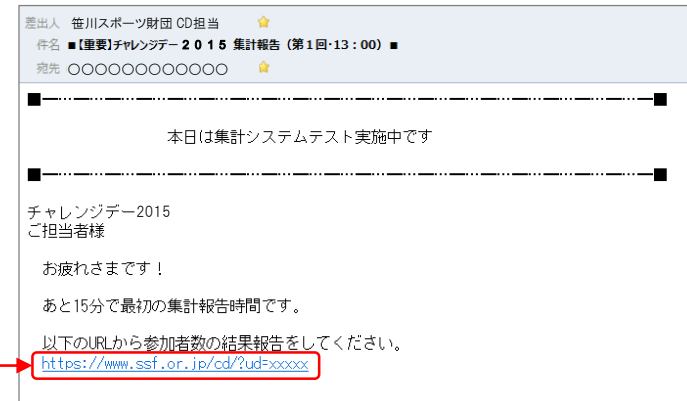 差出人 笹川スポーツ財団 CD担当
件名 ■【重要】チャレンジデー２０１５ 集計報告（第１回・13：00）■
宛先 〇〇〇〇〇〇〇〇〇〇〇〇
■━…━…━…━…━…━…━…━…━…━…━…━…━…━■
本日は集計システムテスト実施中です
■━…━…━…━…━…━…━…━…━…━…━…━…━…━■
チャレンジデー2015
ご担当者様
お疲れさまです！
あと15分で最初の集計報告時間です。
以下のURLから参加者数の結果報告をしてください。
https://www.ssf.or.jp/cd/?ud=xxxxx